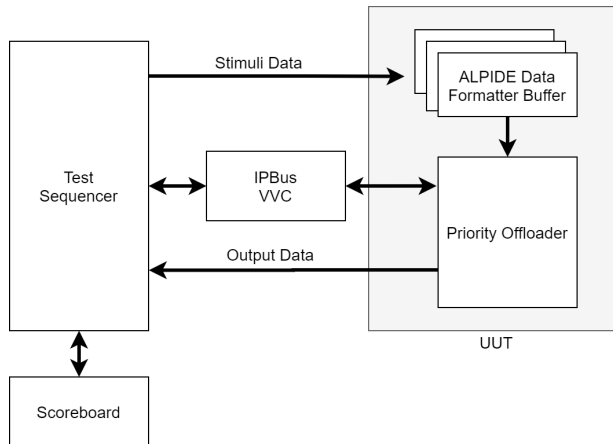 Stimuli Data
ALPIDE Data
Formatter Buffer
Test
Sequencer
IPBus
VVC
Priority Offloader
Output Data
UUT
Scoreboard